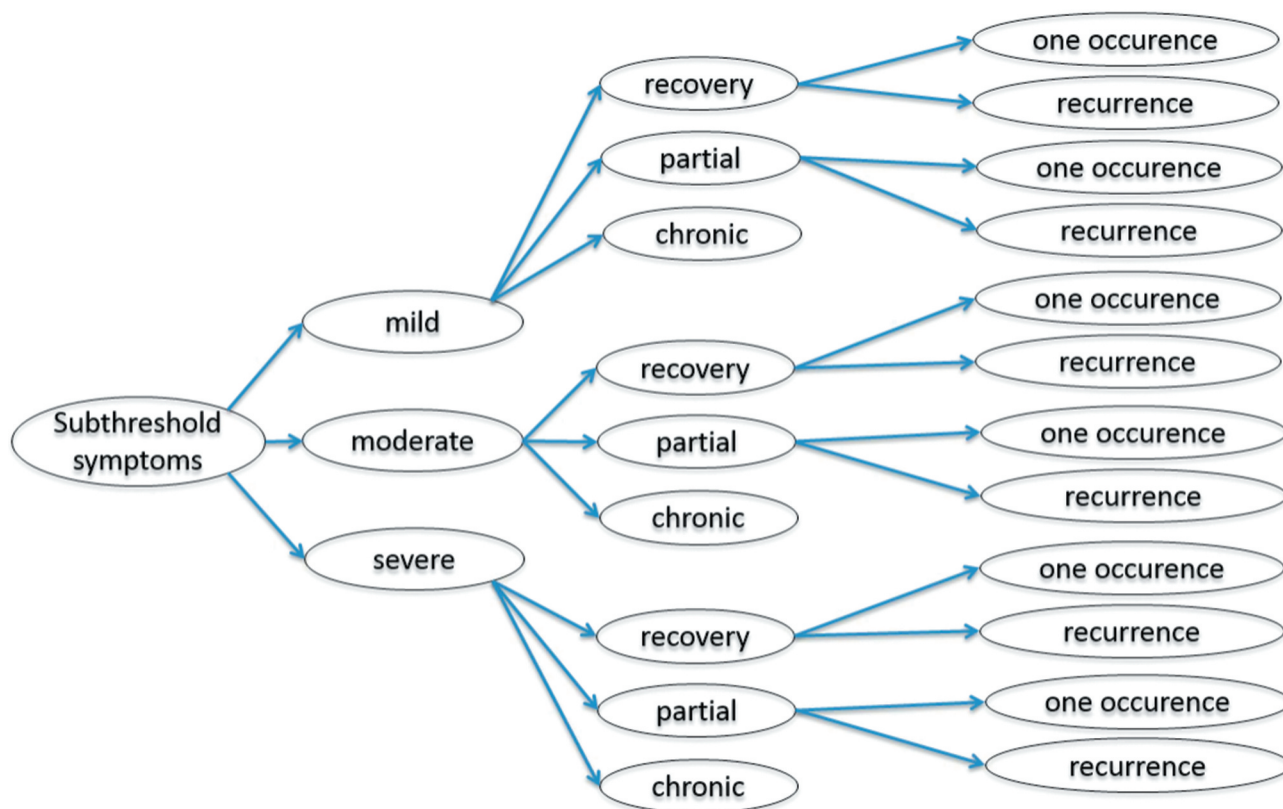 one occurence
recovery
recurrence
partial
one occurence
chronic
recurrence
mild
one occurence
recovery
recurrence
Subthreshold
symptoms
moderate
partial
one occurence
chronic
recurrence
severe
one occurence
recovery
recurrence
partial
one occurence
chronic
recurrence